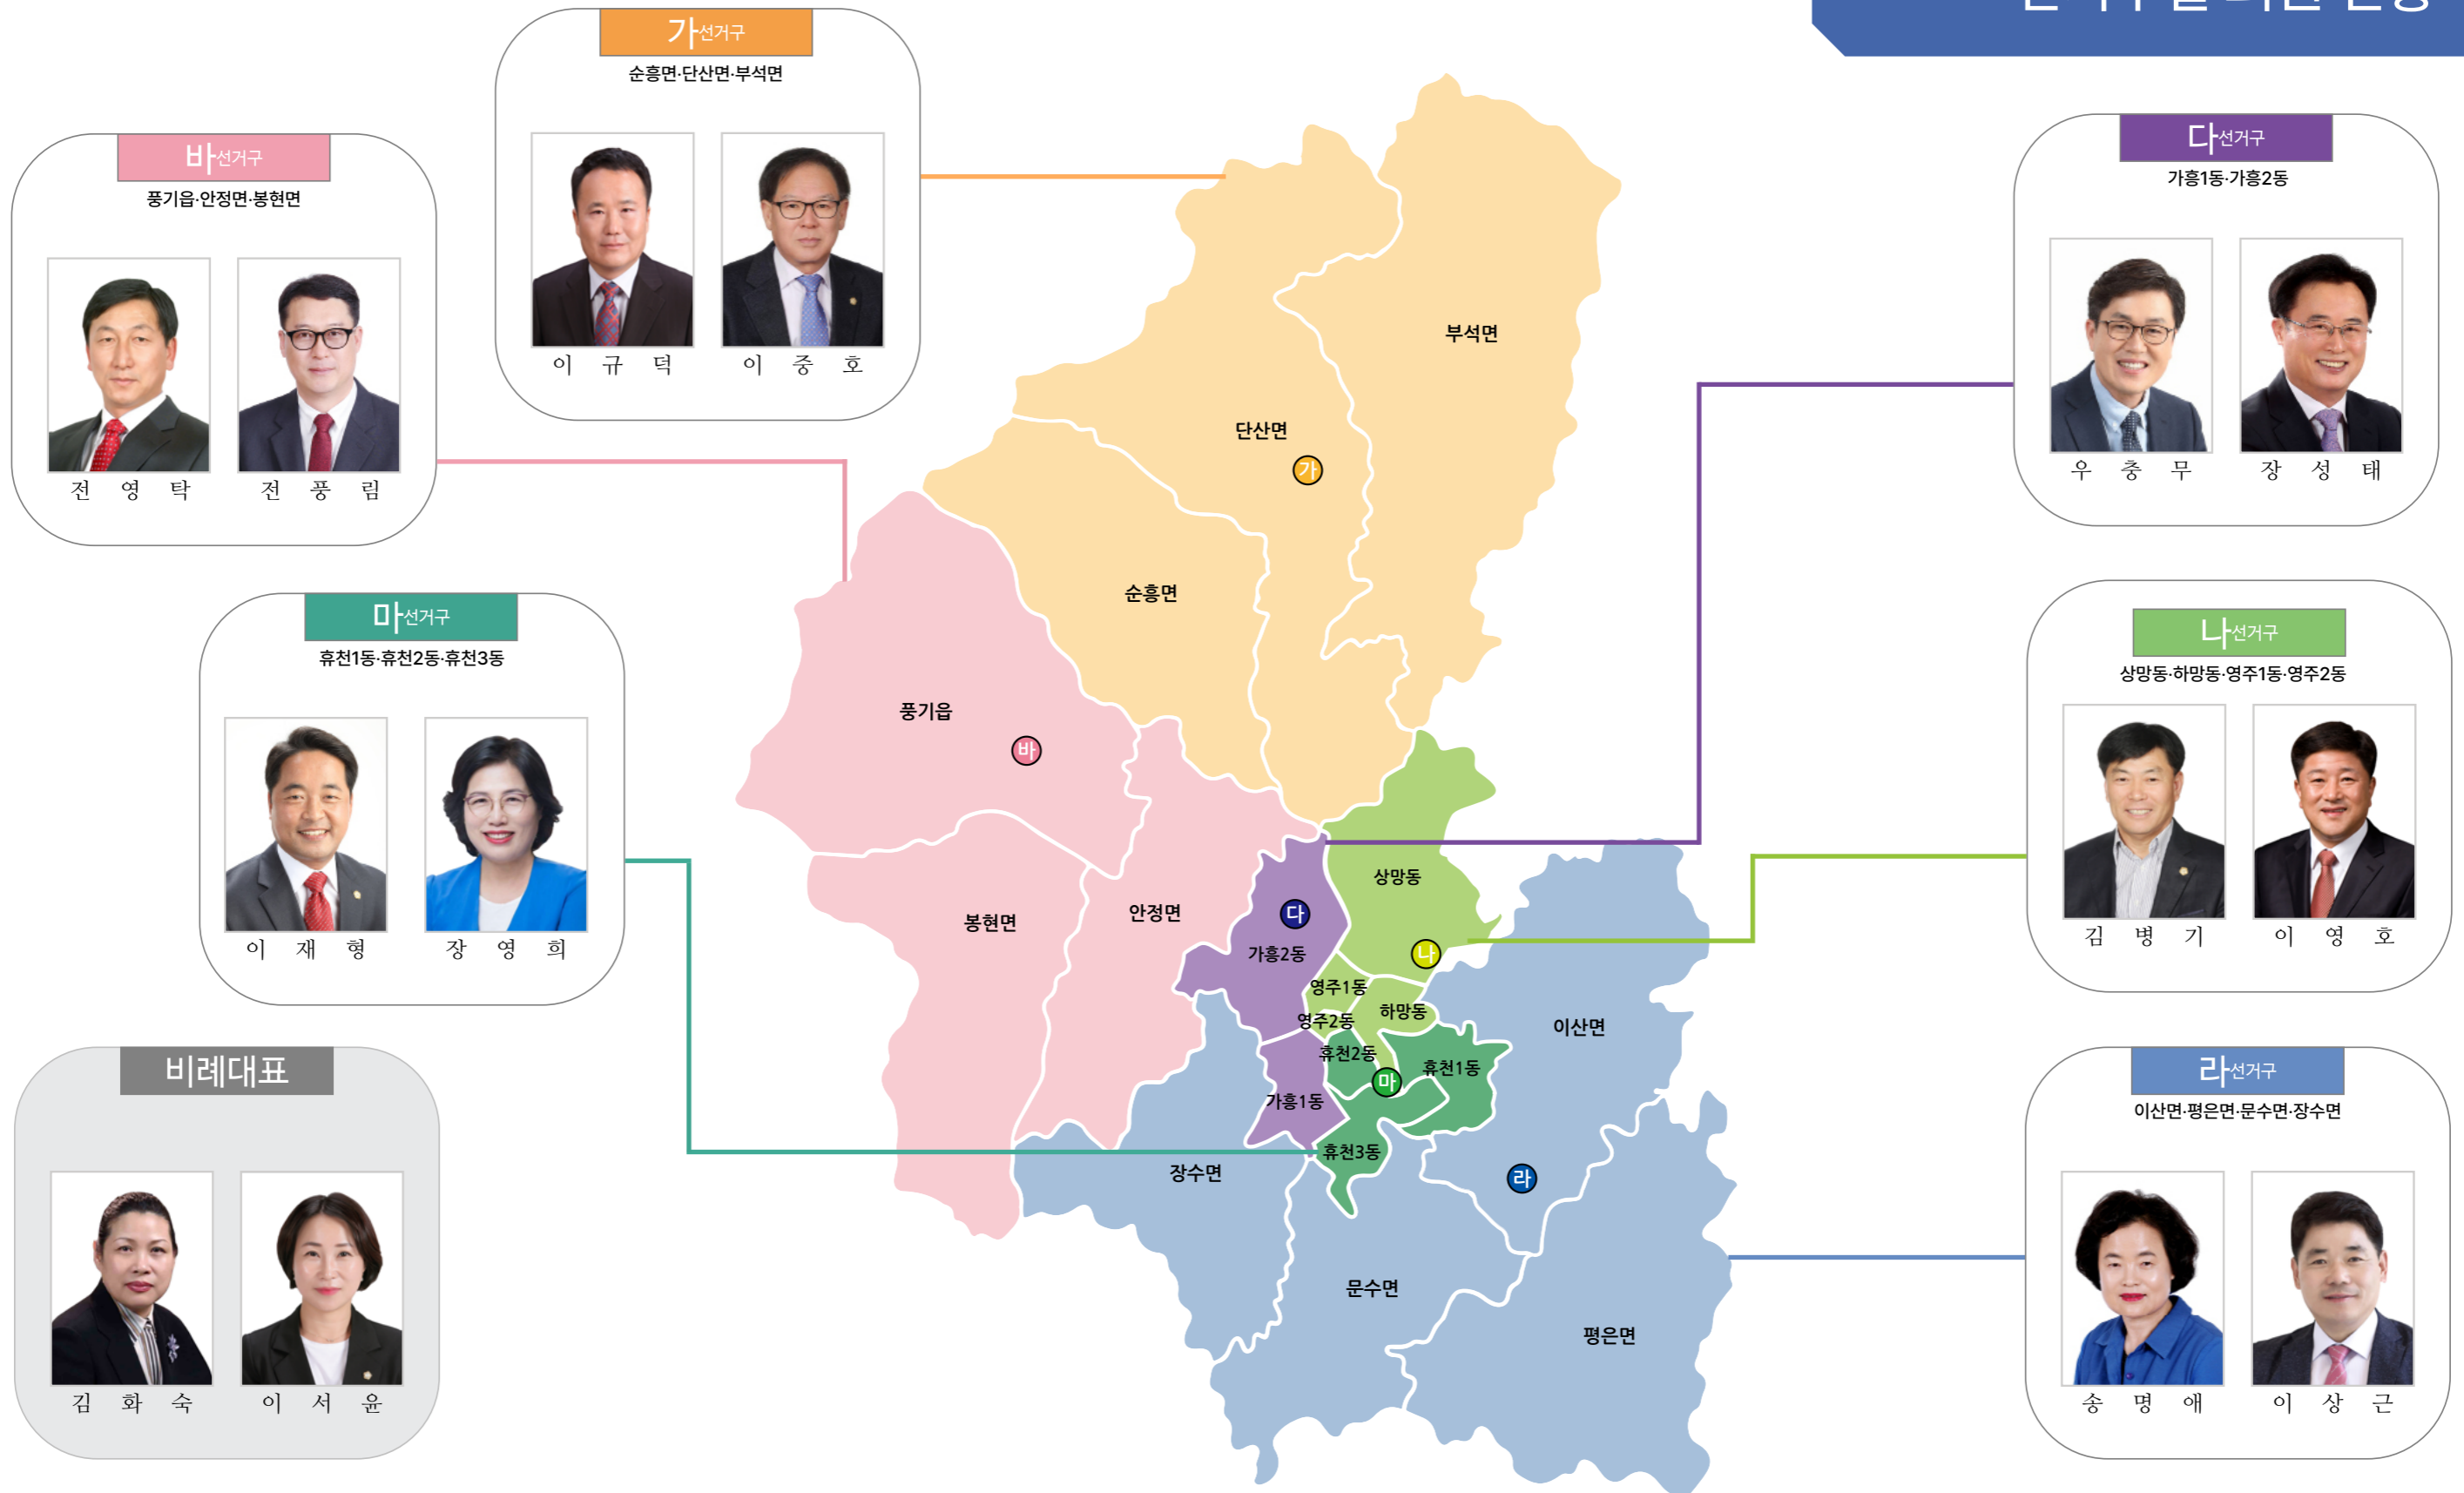 선거구별 의원 현황
가선거구
순흥면·단산면·부석면
이 규 덕
이 중 호
바선거구
풍기읍·안정면·봉현면
전 영 탁
전 풍 림
다선거구
가흥1동·가흥2동
우 충 무
장 성 태
마선거구
휴천1동·휴천2동·휴천3동
이 재 형
장 영 희
나선거구
상망동·하망동·영주1동·영주2동
김 병 기
이 영 호
비례대표
김 화 숙
이 서 윤
라선거구
이산면·평은면·문수면·장수면
송 명 애
이 상 근
부석면
단산면
가
순흥면
풍기읍
바
상망동
봉현면
안정면
다
가흥2동
나
영주1동
하망동
영주2동
이산면
휴천2동
휴천1동
마
가흥1동
휴천3동
장수면
라
문수면
평은면